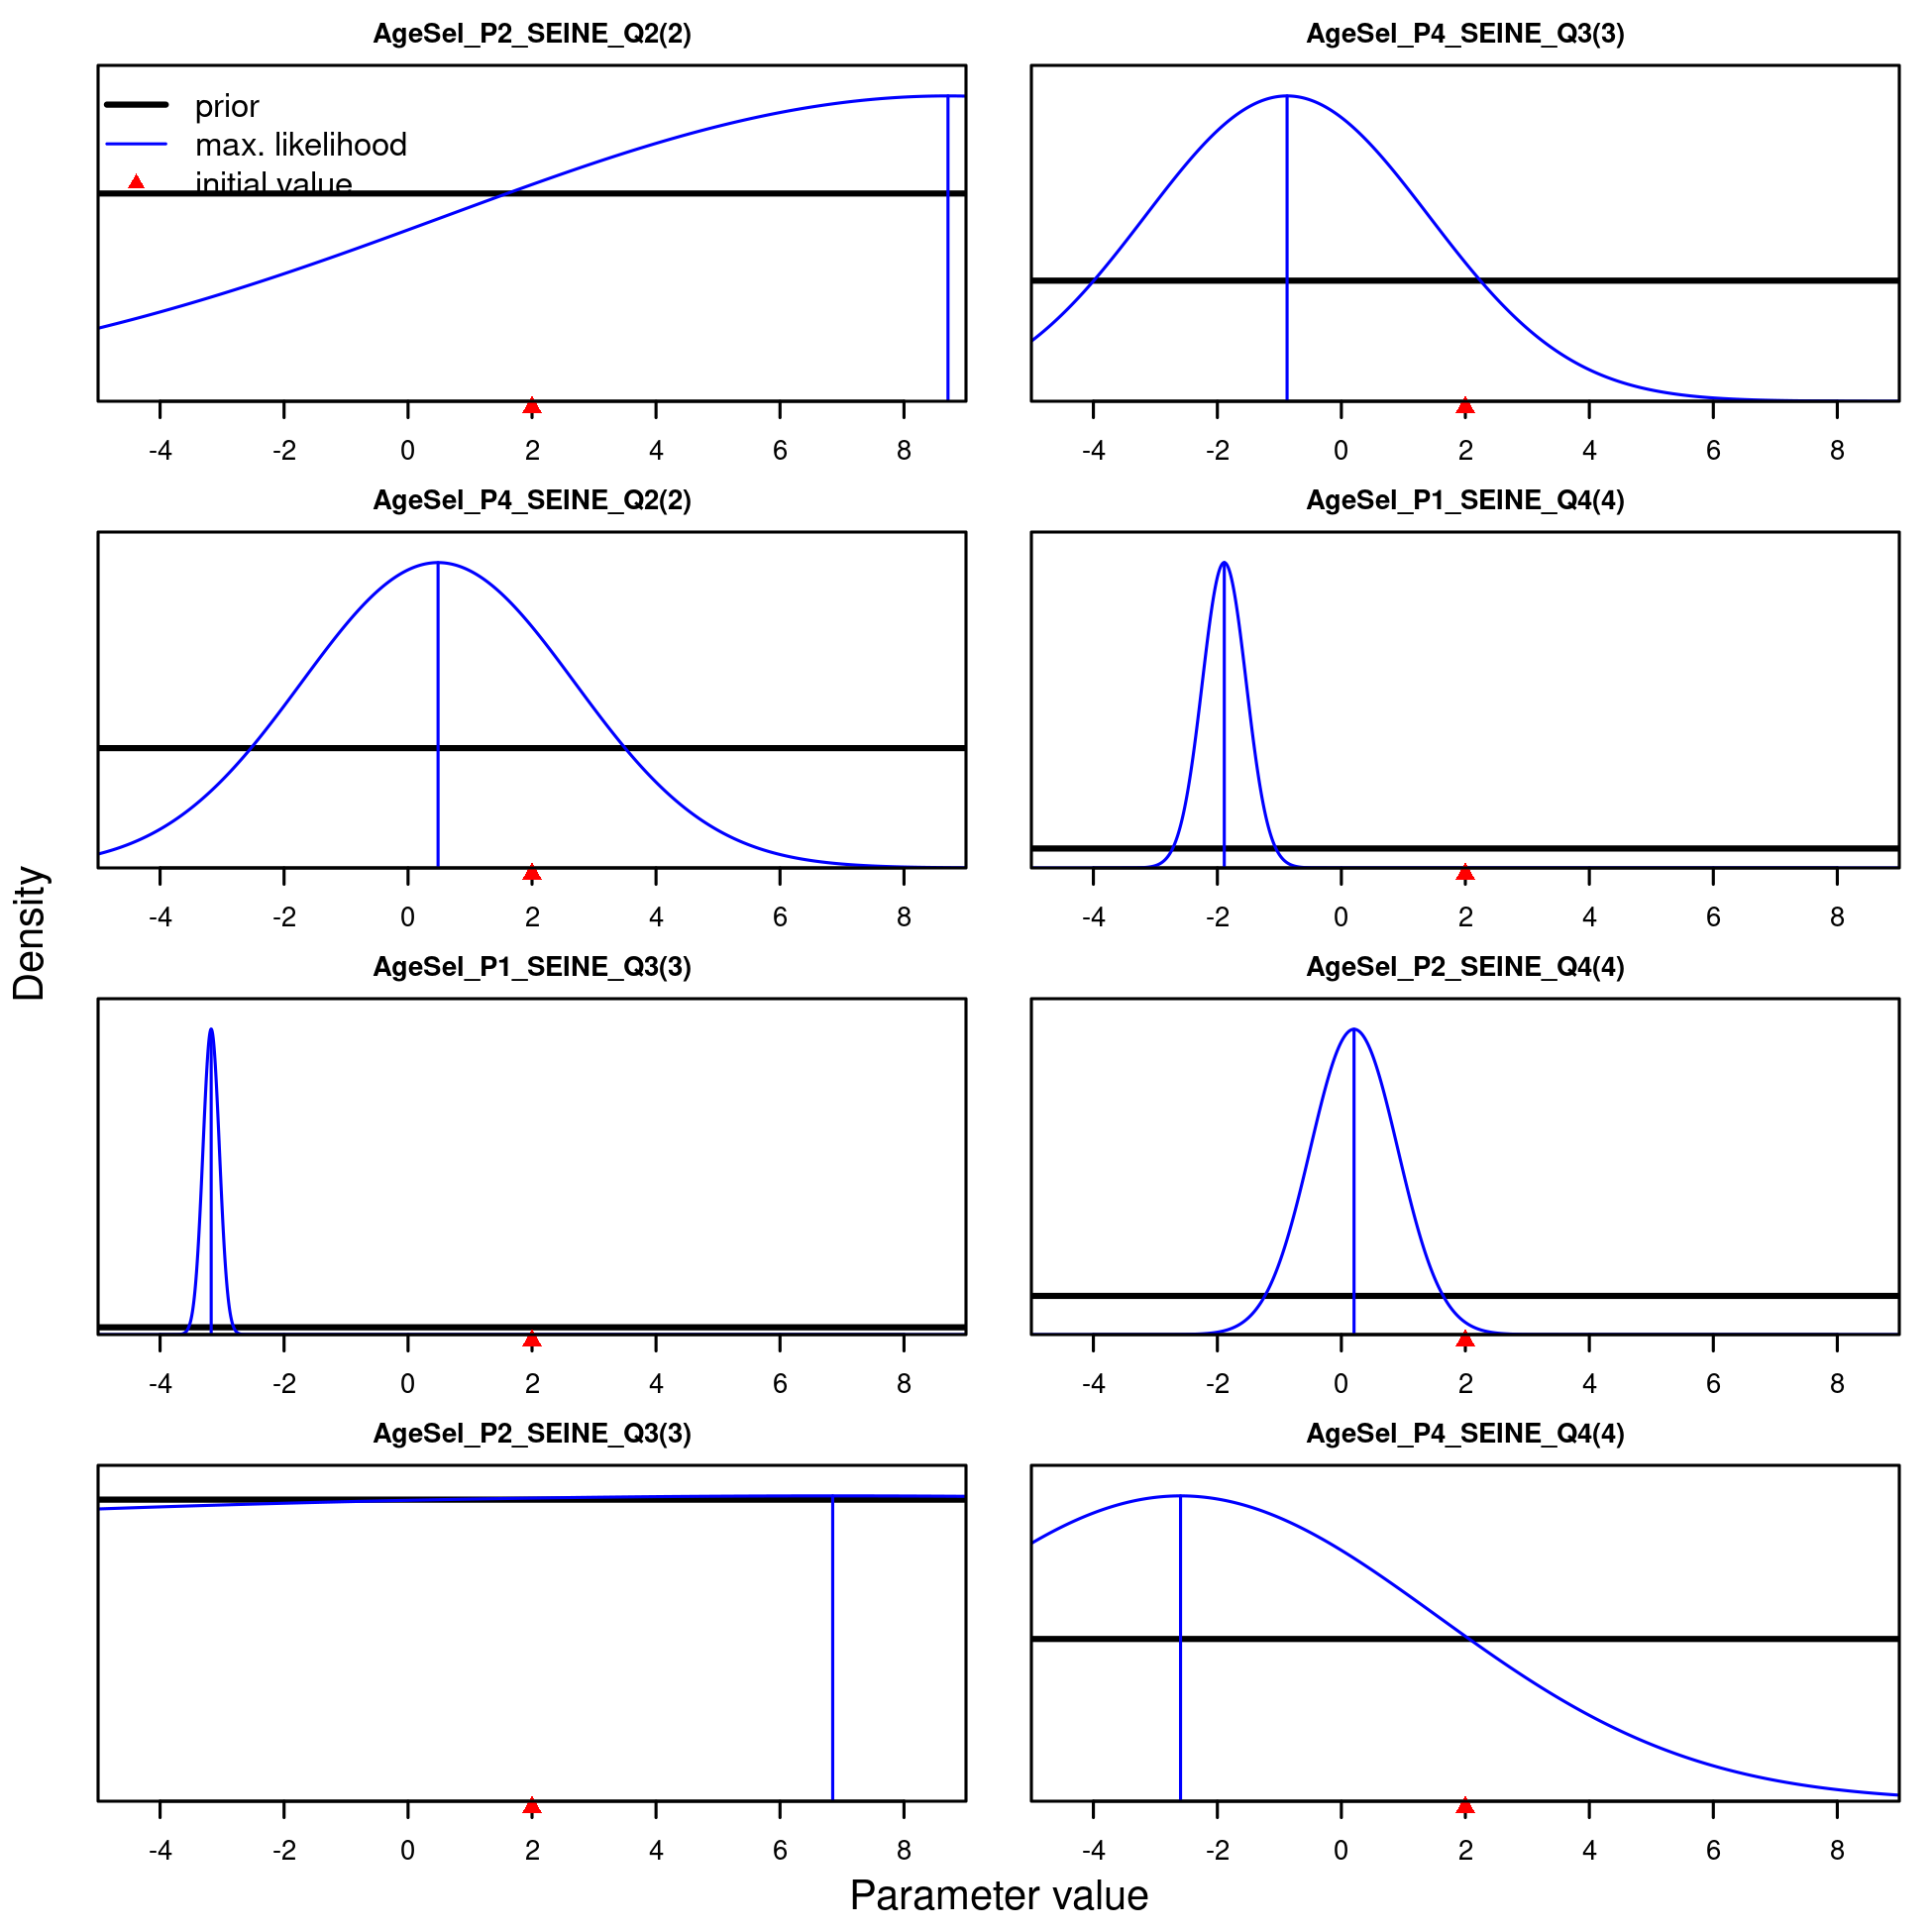 AgeSel_P2_SEINE_Q2(2)
prior
max. likelihood
initial value
-4 -2 0 2 4 6 8
AgeSel_P4_SEINE_Q3(3)
-4 -2 0 2 4 6 8
AgeSel_P4_SEINE_Q2(2)
-4 -2 0 2 4 6 8
AgeSel_P1_SEINE_Q4(4)
-4 -2 0 2 4 6 8
AgeSel_P1_SEINE_Q3(3)
-4 -2 0 2 4 6 8
AgeSel_P2_SEINE_Q4(4)
-4 -2 0 2 4 6 8
AgeSel_P2_SEINE_Q3(3)
-4 -2 0 2 4 6 8
AgeSel_P4_SEINE_Q4(4)
-4 -2 0 2 4 6 8
Density
Parameter value